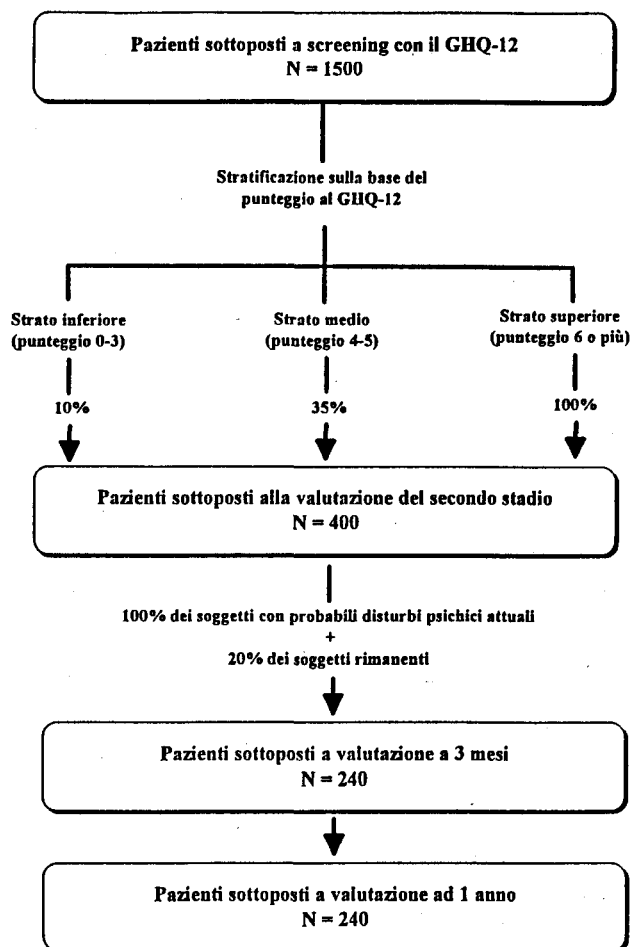 Pazienti sottoposti a screening con il GHQ-12
N = 1500
Stratificazione sulla base del
punteggio al GHQ-12
Strato inferiore
(punteggio 0-3)
Strato medio
(punteggio 4-5)
Strato superiore
(punteggio 6 o più)
10%
35%
100%
Pazienti sottoposti alla valutazione del secondo stadio
N = 400
100% dei soggetti con probabili disturbi psichici attuali
+
20% dei soggetti rimanenti
Pazienti sottoposti a valutazione a 3 mesi
N = 240
Pazienti sottoposti a valutazione ad 1 anno
N = 240